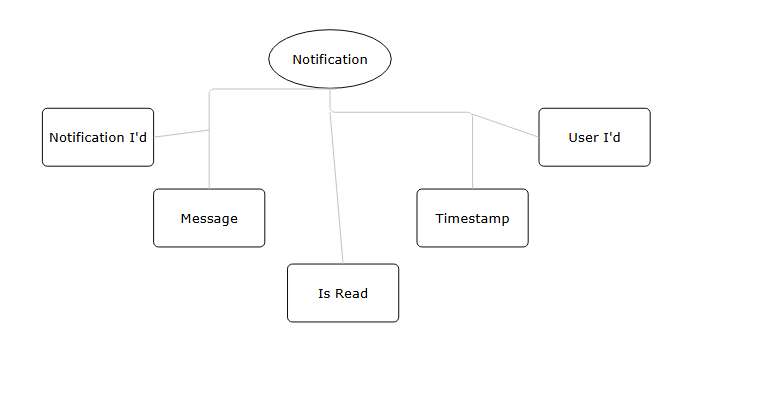 Notification
Notification I'd
User I'd
Message
Timestamp
Is Read